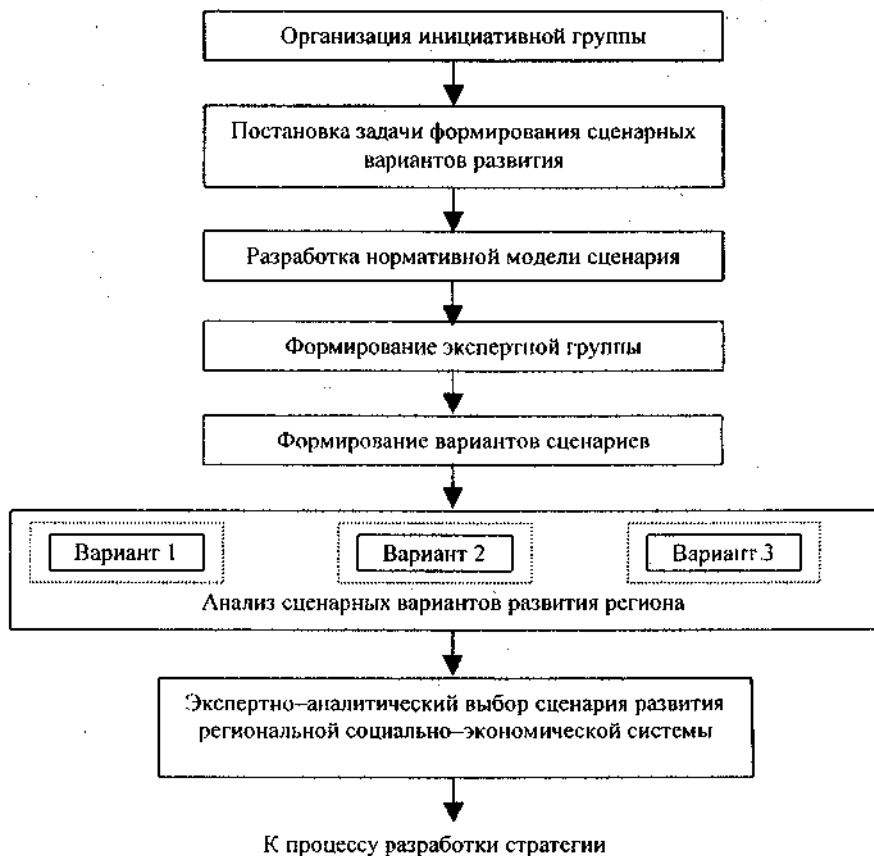 Организация инициативной группы
Постановка задачи формирования сценарных
вариантов развития
Разработка нормативной модели сценария
Формирование экспертной группы
Формирование вариантов сценариев
Вариант 1
Вариант 2
Вариант 3
Анализ сценарных вариантов развития региона
Экспертно–аналитический выбор сценария развития
региональной социально–экономической системы
К процессу разработки стратегии